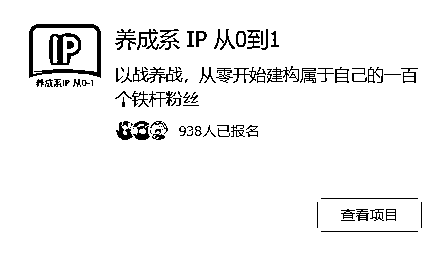 IP
养成系IP 从0-1
养成系 IP 从0到1
以战养战，从零开始建构属于自己的一百
个铁杆粉丝
938人已报名
查看项目